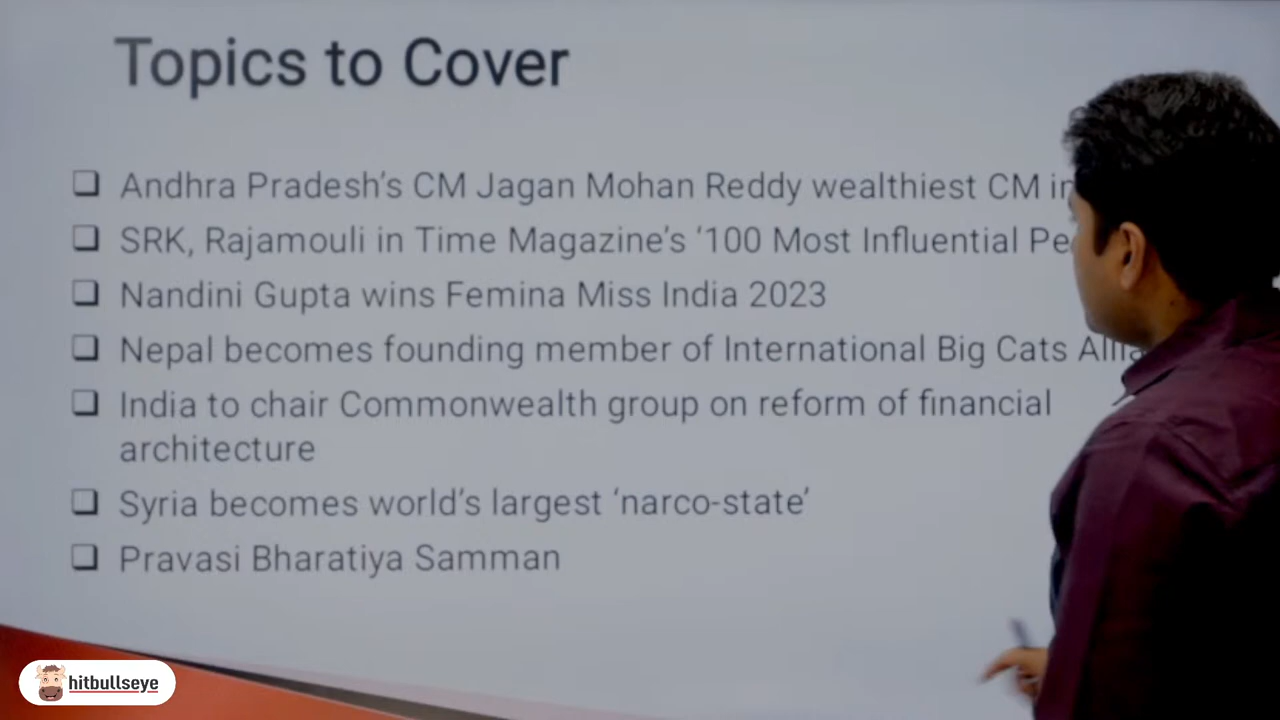 Topics to Cover
❑ Andhra Pradesh's CM Jagan Mohan Reddy wealthiest CM in
❑ SRK, Rajamouli in Time Magazine's ‘100 Most Influential
❑ Nandini Gupta wins Femina Miss India 2023
❑ Nepal becomes founding member of International Big Cats
❑ India to chair Commonwealth group on reform of financial
architecture
❑ Syria becomes world's largest ‘narco-state’
❑ Pravasi Bharatiya Samman
hitbullseye